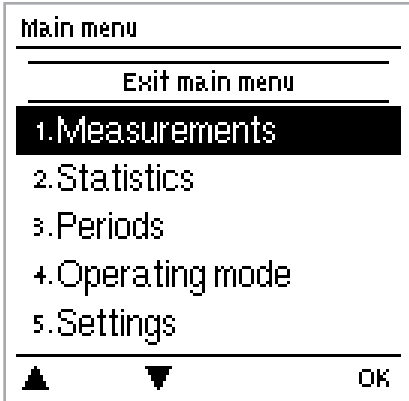 Main menu
Exit main menu
1.Measurements
2.Statistics
3.Periods
4.Operating mode
5.Settings
▲ ▼ OK